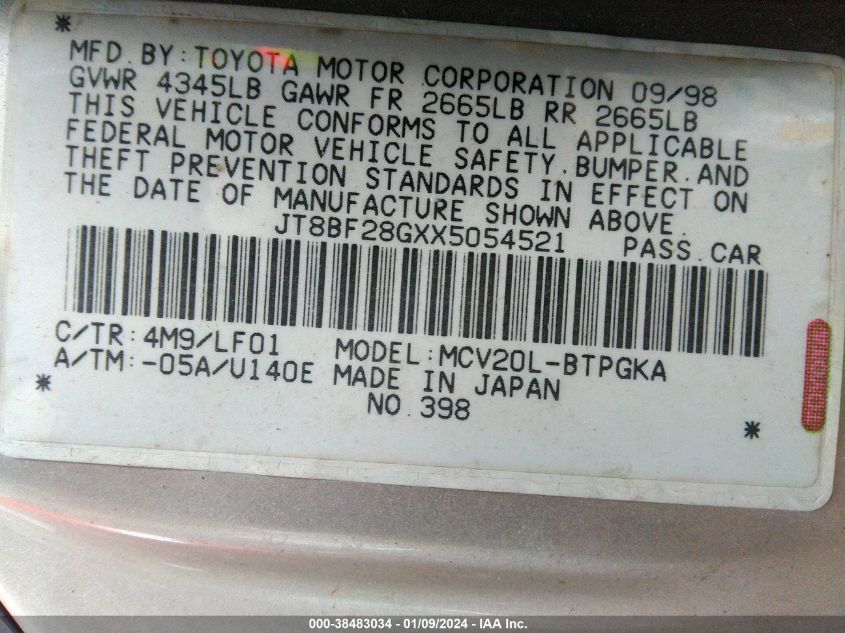 * 
MFD. BY: TOYOTA MOTOR CORPORATION 09/98
GVWR 4345LB GAWR FR 2665LB RR 2665LB
THIS VEHICLE CONFORMS TO ALL APPLICABLE
FEDERAL MOTOR VEHICLE SAFETY. BUMPER. AND
THEFT PREVENTION STANDARDS IN EFFECT ON
THE DATE OF MANUFACTURE SHOWN ABOVE.
JT8BF28GXX5054521 PASS. CAR
C/TR: 4M9/LF01 MODEL: MCV20L-BTPGKA
A/TM: -05A/U140E MADE IN JAPAN
* NO. 398 *
000-38483034 - 01/09/2024 - IAA Inc.